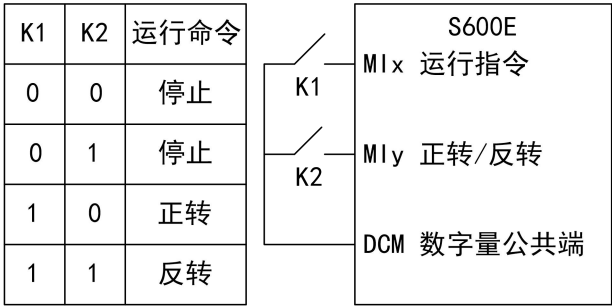 K1 K2 运行命令
0 0 停止
0 1 停止
1 0 正转
1 1 反转
S600E
MIx 运行指令
K1
MIy 正转/反转
K2
DCM 数字量公共端